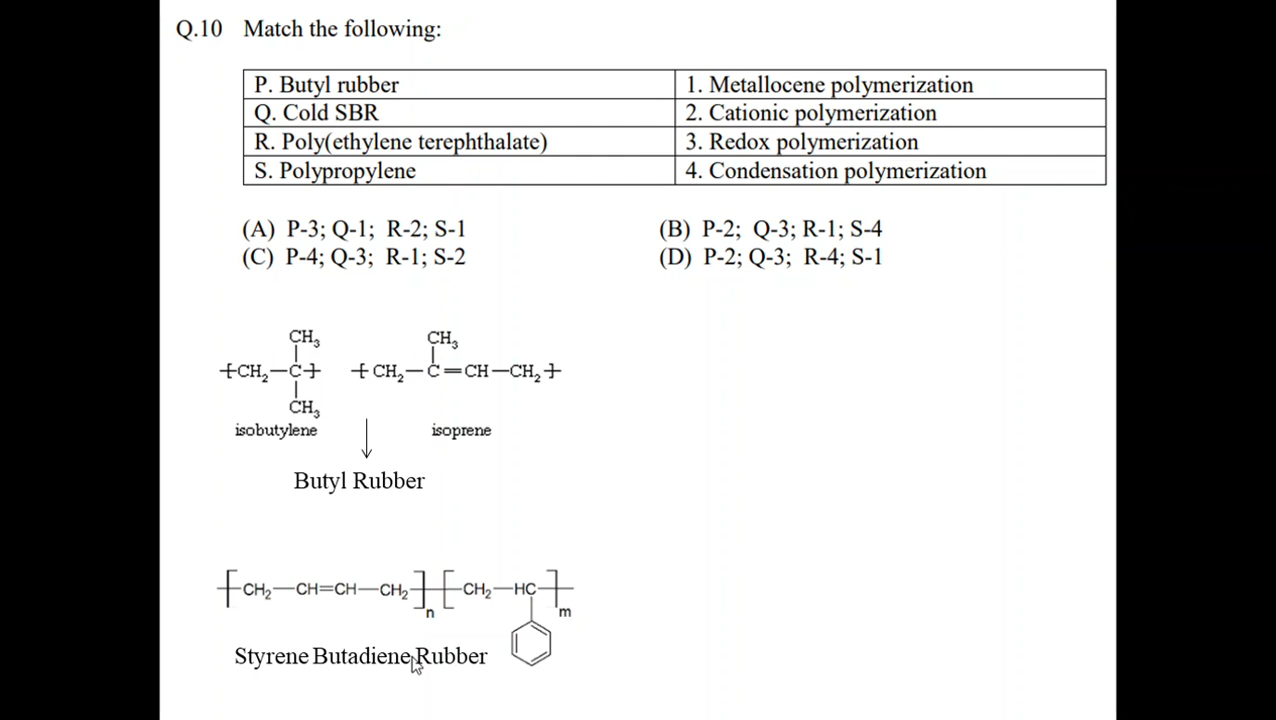 Q.10 Match the following:
P. Butyl rubber 1. Metallocene polymerization
Q. Cold SBR 2. Cationic polymerization
R. Poly(ethylene terephthalate) 3. Redox polymerization
S. Polypropylene 4. Condensation polymerization
(A) P-3; Q-1; R-2; S-1 (B) P-2; Q-3; R-1; S-4
(C) P-4; Q-3; R-1; S-2 (D) P-2; Q-3; R-4; S-1
CH₃ CH₃
CH₂—C CH₂—C=CH—CH₂
CH₃
isobutylene isoprene
Butyl Rubber
CH₂—CH=CH—CH₂ n CH₂—HC m
Styrene Butadiene Rubber